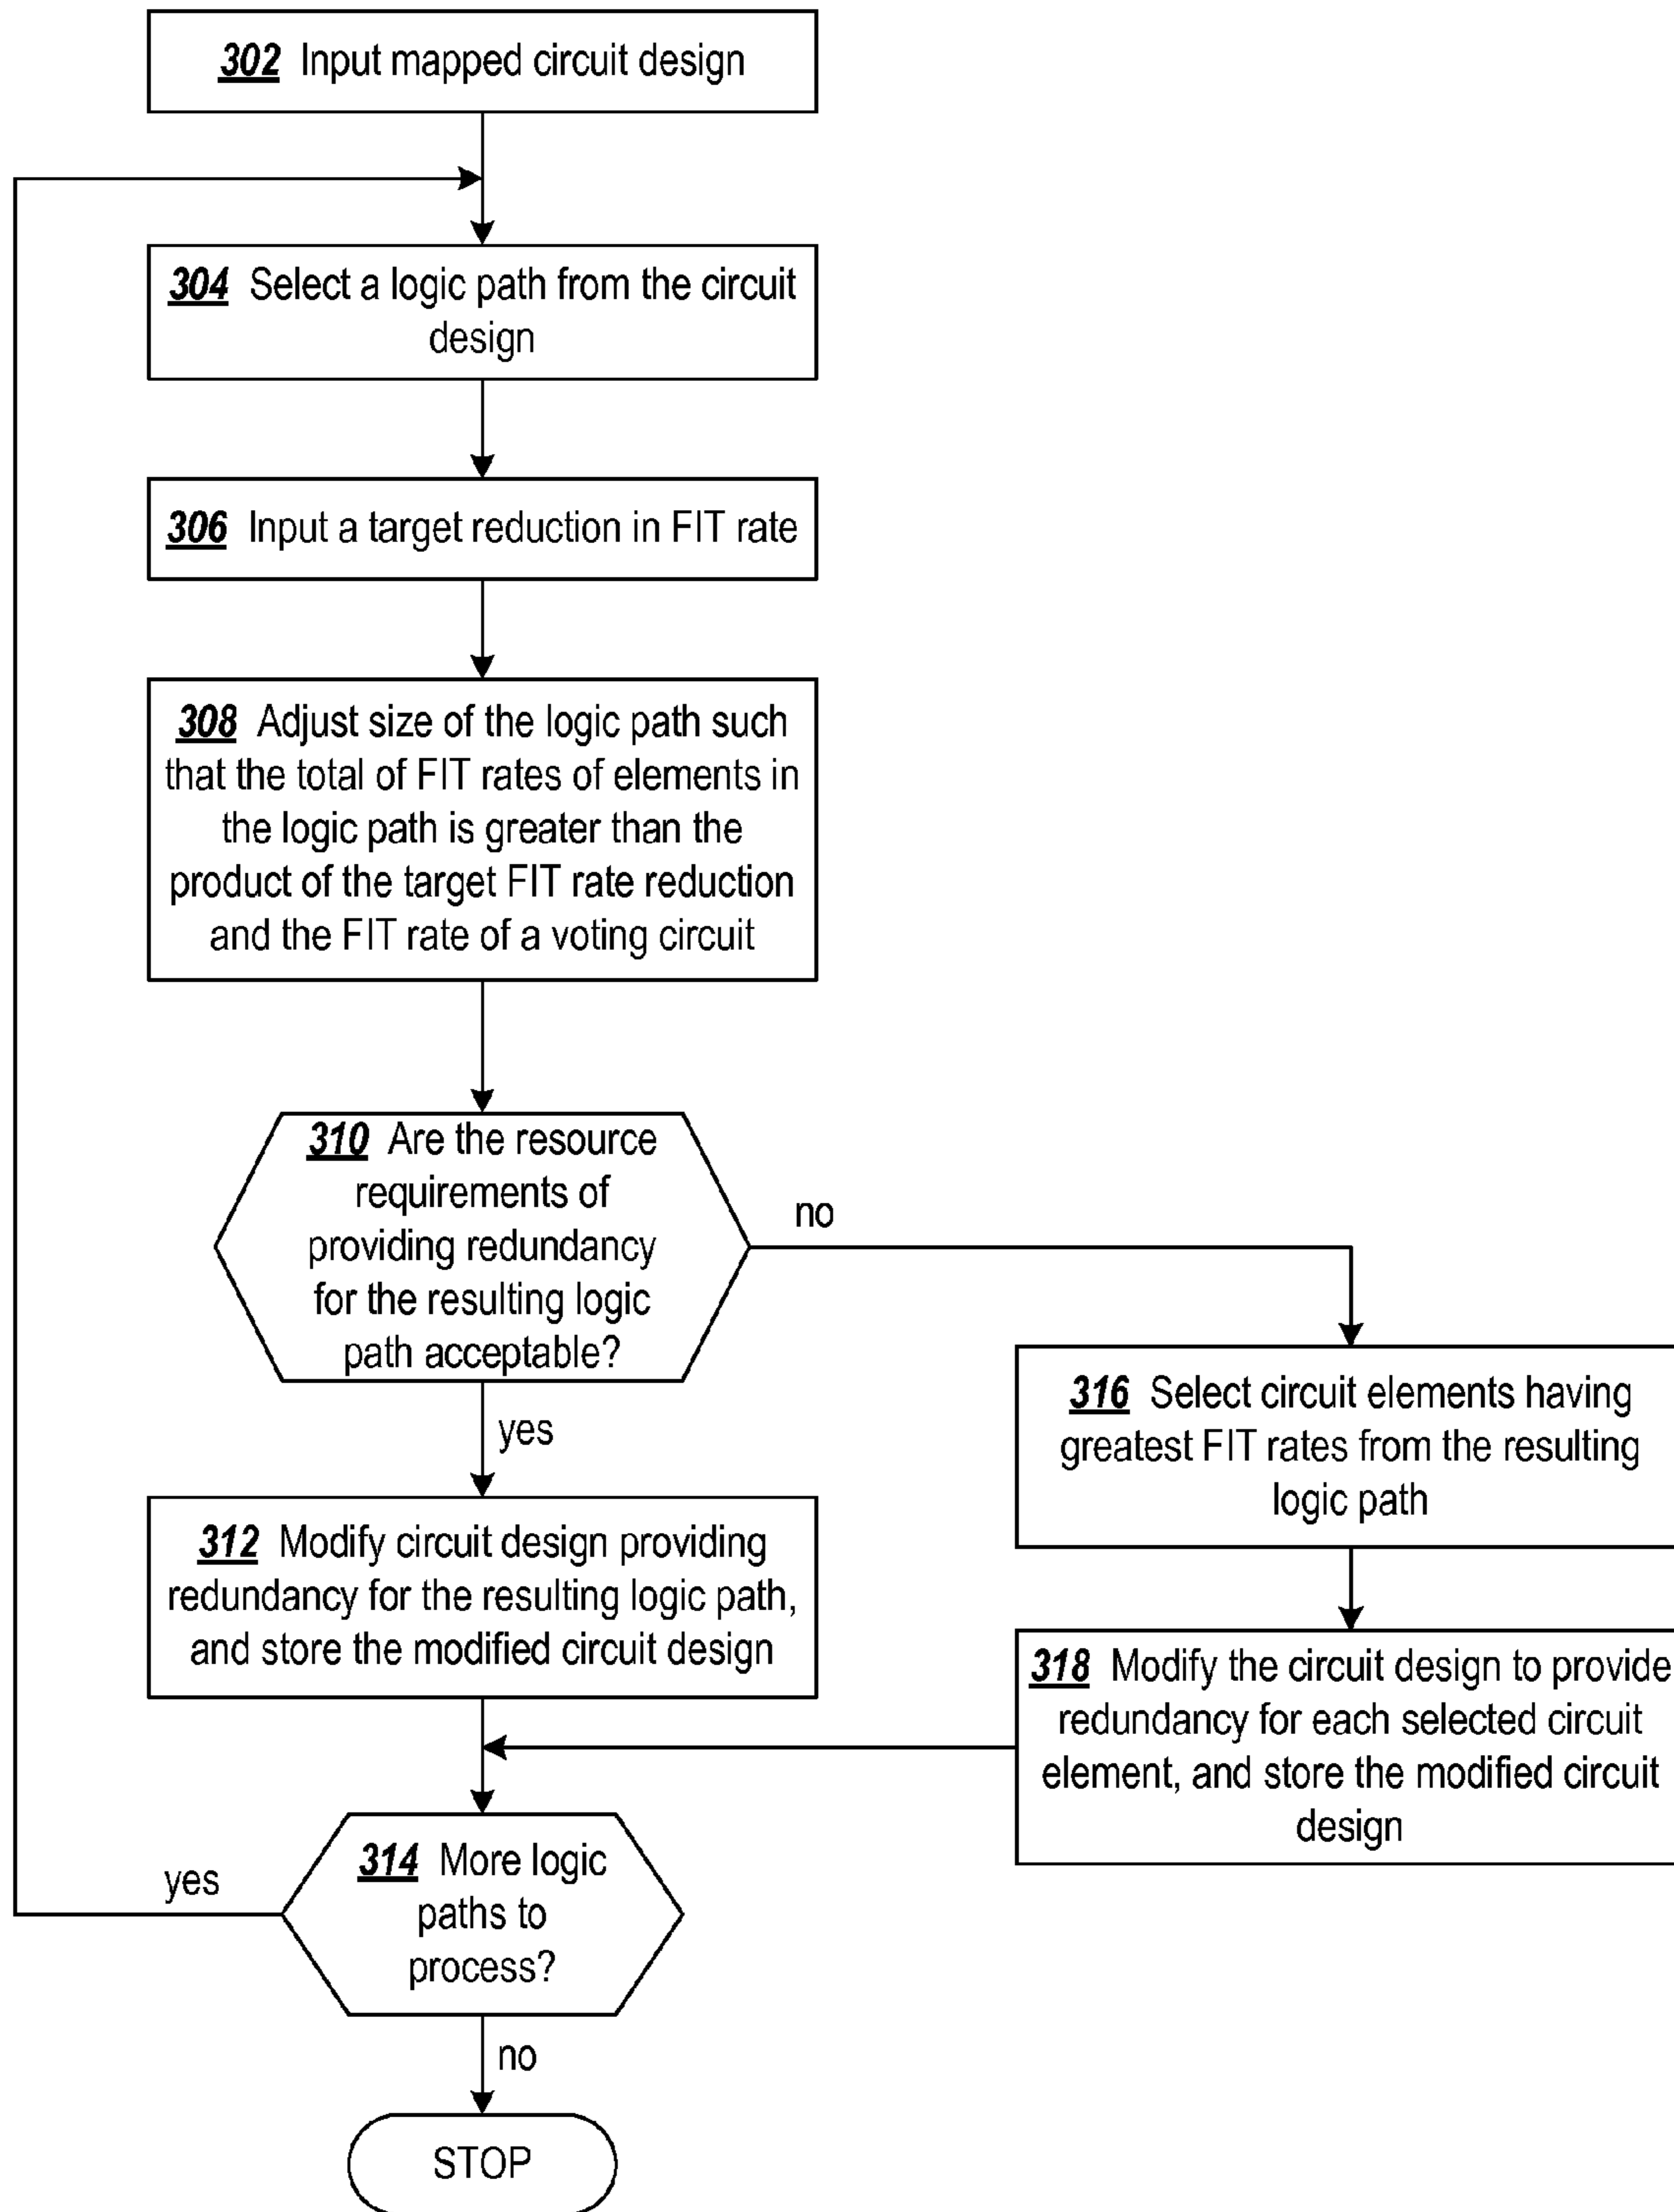 302 Input mapped circuit design
304 Select a logic path from the circuit
design
306 Input a target reduction in FIT rate
308 Adjust size of the logic path such
that the total of FIT rates of elements in
the logic path is greater than the
product of the target FIT rate reduction
and the FIT rate of a voting circuit
310 Are the resource
requirements of
providing redundancy
for the resulting logic
path acceptable?
no
yes
316 Select circuit elements having
greatest FIT rates from the resulting
logic path
312 Modify circuit design providing
redundancy for the resulting logic path,
and store the modified circuit design
318 Modify the circuit design to provide
redundancy for each selected circuit
element, and store the modified circuit
design
314 More logic
paths to
process?
yes
no
STOP